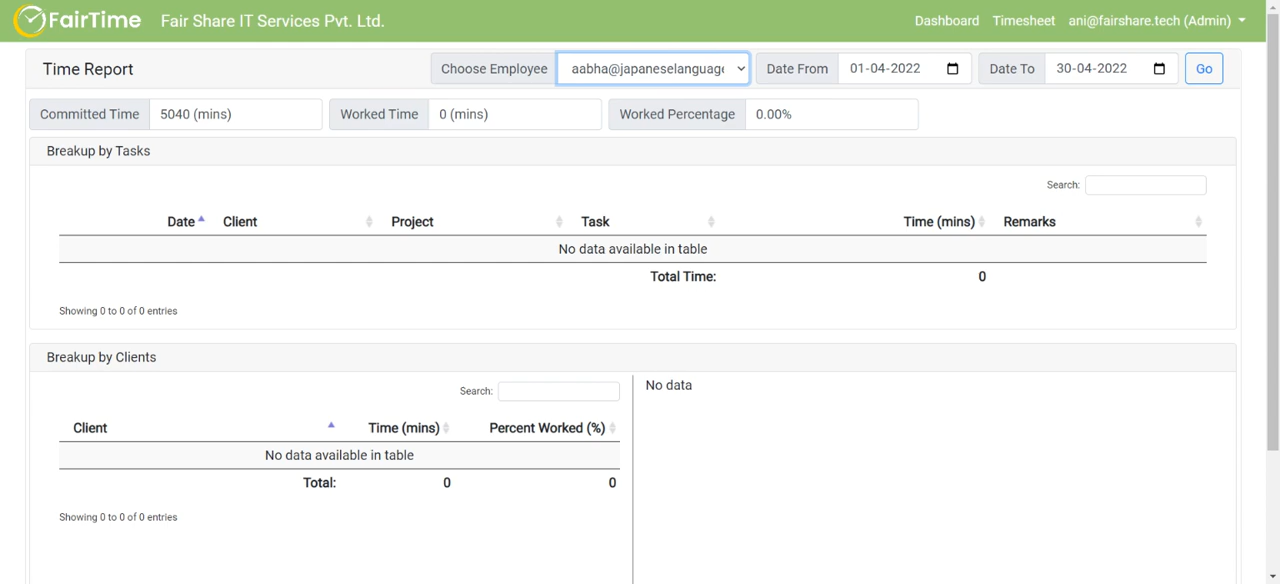 FairTime Fair Share IT Services Pvt. Ltd. Dashboard Timesheet ani@fairshare.tech (Admin)
Time Report Choose Employee aabha@japaneselanguage Date From 01-04-2022 Date To 30-04-2022 Go
Committed Time 5040 (mins) Worked Time 0 (mins) Worked Percentage 0.00%
Breakup by Tasks
Search:
Date Client Project Task Time (mins) Remarks
No data available in table
Total Time: 0
Showing 0 to 0 of 0 entries
Breakup by Clients
Search:
No data
Client Time (mins) Percent Worked (%)
No data available in table
Total: 0 0
Showing 0 to 0 of 0 entries